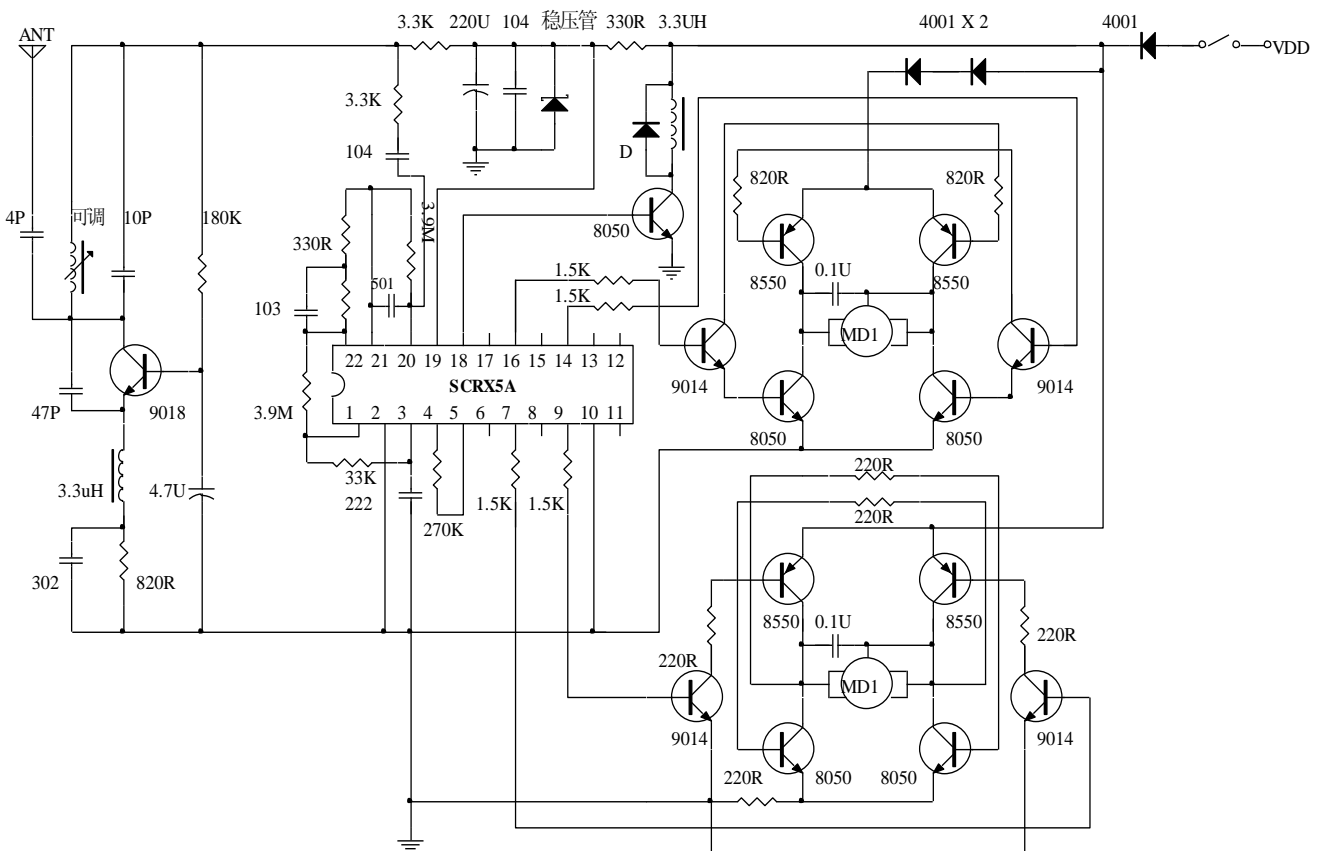 3.3K 220U 104 稳压管 330R 3.3UH 4001 X 2 4001
ANT
VDD
3.3K
104
D
820R 820R
4P 可调 10P 180K
3.9M
330R
8050
8550 8550
0.1U
1.5K
501
1.5K
103
MD1
22 21 20 19 18 17 16 15 14 13 12
SCRX5A
9014 9014
3.9M
47P 9018
1 2 3 4 5 6 7 8 9 10 11
8050 8050
33K
220R
3.3uH 4.7U 222 1.5K 1.5K
220R
270K
302 820R
8550 8550
0.1U
220R
220R
MD1
9014 9014
220R 8050 8050